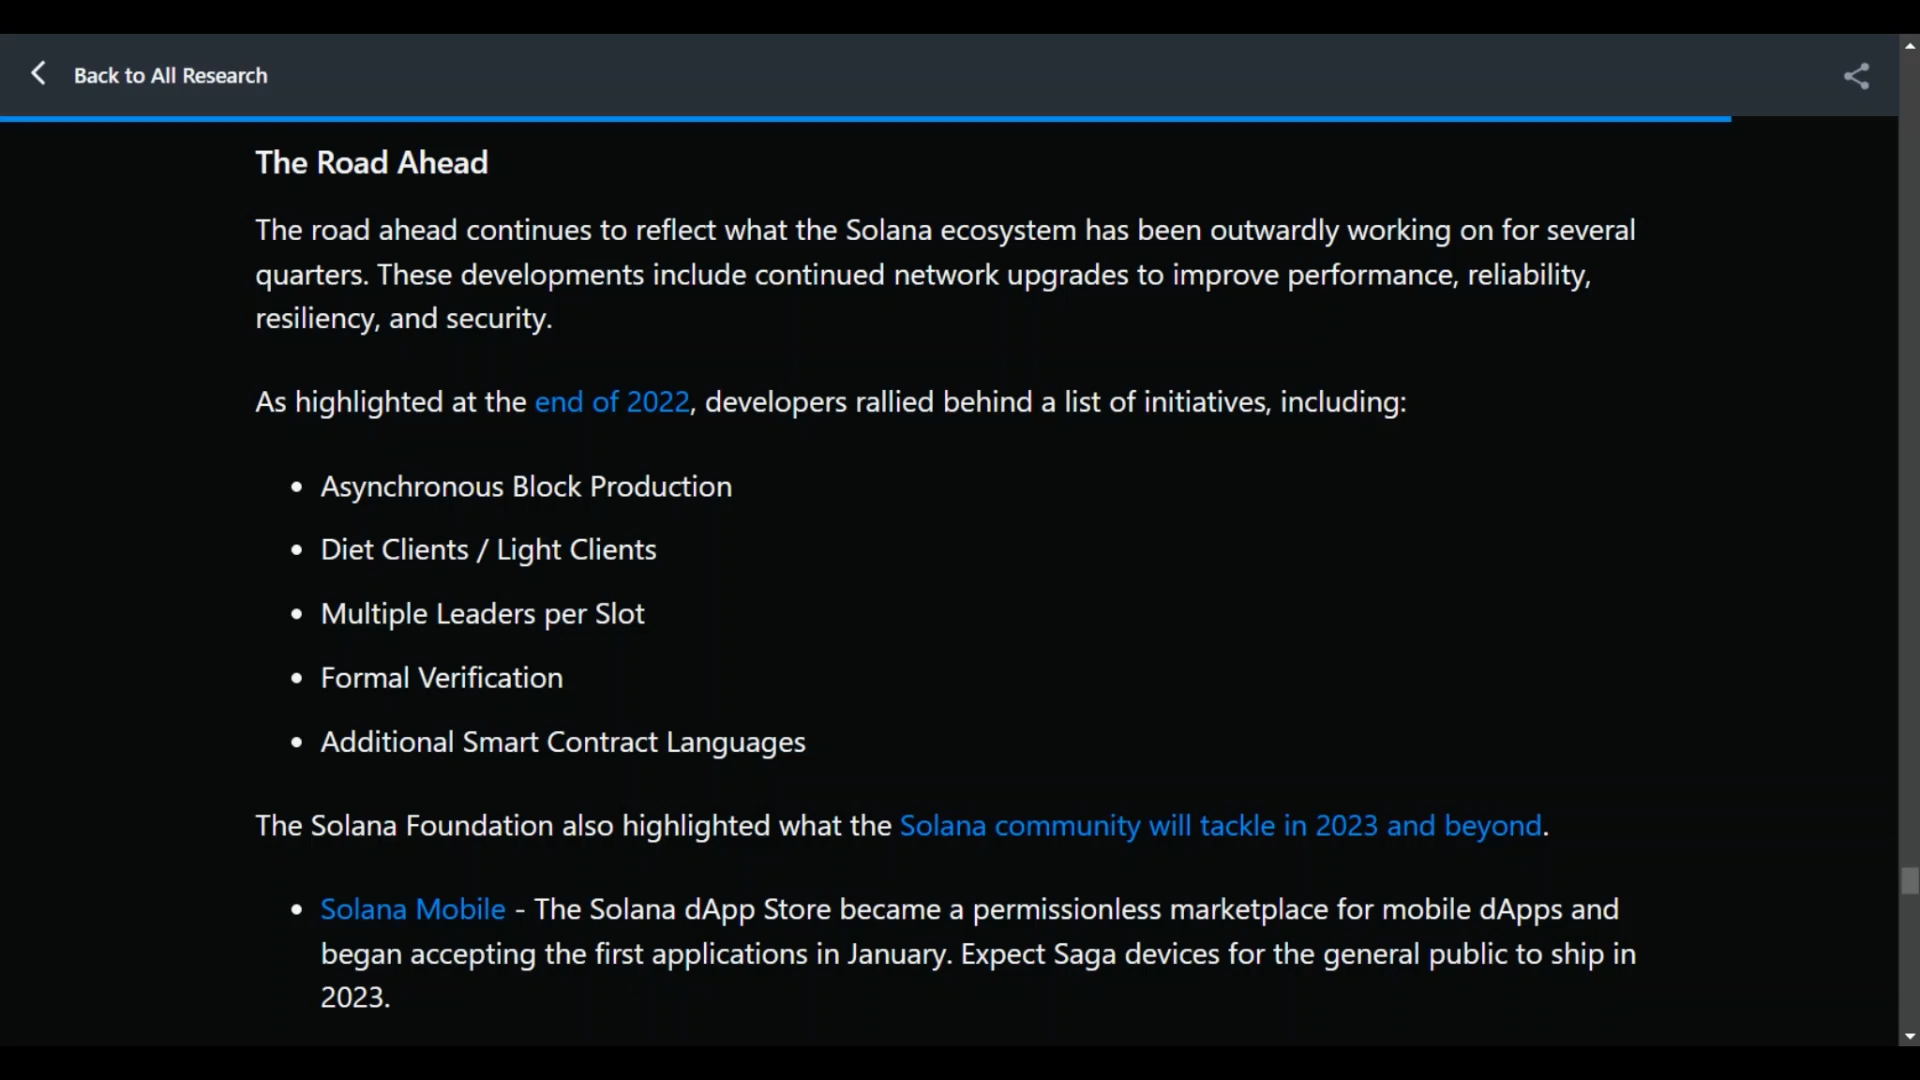 Back to All Research
The Road Ahead
The road ahead continues to reflect what the Solana ecosystem has been outwardly working on for several
quarters. These developments include continued network upgrades to improve performance, reliability,
resiliency, and security.
As highlighted at the end of 2022, developers rallied behind a list of initiatives, including:
• Asynchronous Block Production
• Diet Clients / Light Clients
• Multiple Leaders per Slot
• Formal Verification
• Additional Smart Contract Languages
The Solana Foundation also highlighted what the Solana community will tackle in 2023 and beyond.
• Solana Mobile - The Solana dApp Store became a permissionless marketplace for mobile dApps and
began accepting the first applications in January. Expect Saga devices for the general public to ship in
2023.